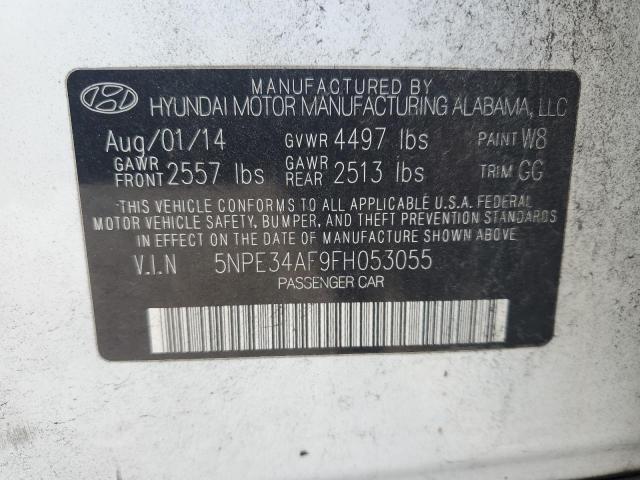 MANUFACTURED BY
HYUNDAI MOTOR MANUFACTURING ALABAMA, LLC
Aug/01/14 GVWR 4497 lbs PAINT W8
GAWR FRONT 2557 lbs GAWR REAR 2513 lbs TRIM GG
THIS VEHICLE CONFORMS TO ALL APPLICABLE U.S.A. FEDERAL
MOTOR VEHICLE SAFETY, BUMPER, AND THEFT PREVENTION STANDARDS
IN EFFECT ON THE DATE OF MANUFACTURE SHOWN ABOVE.
V.I.N 5NPE34AF9FH053055
PASSENGER CAR